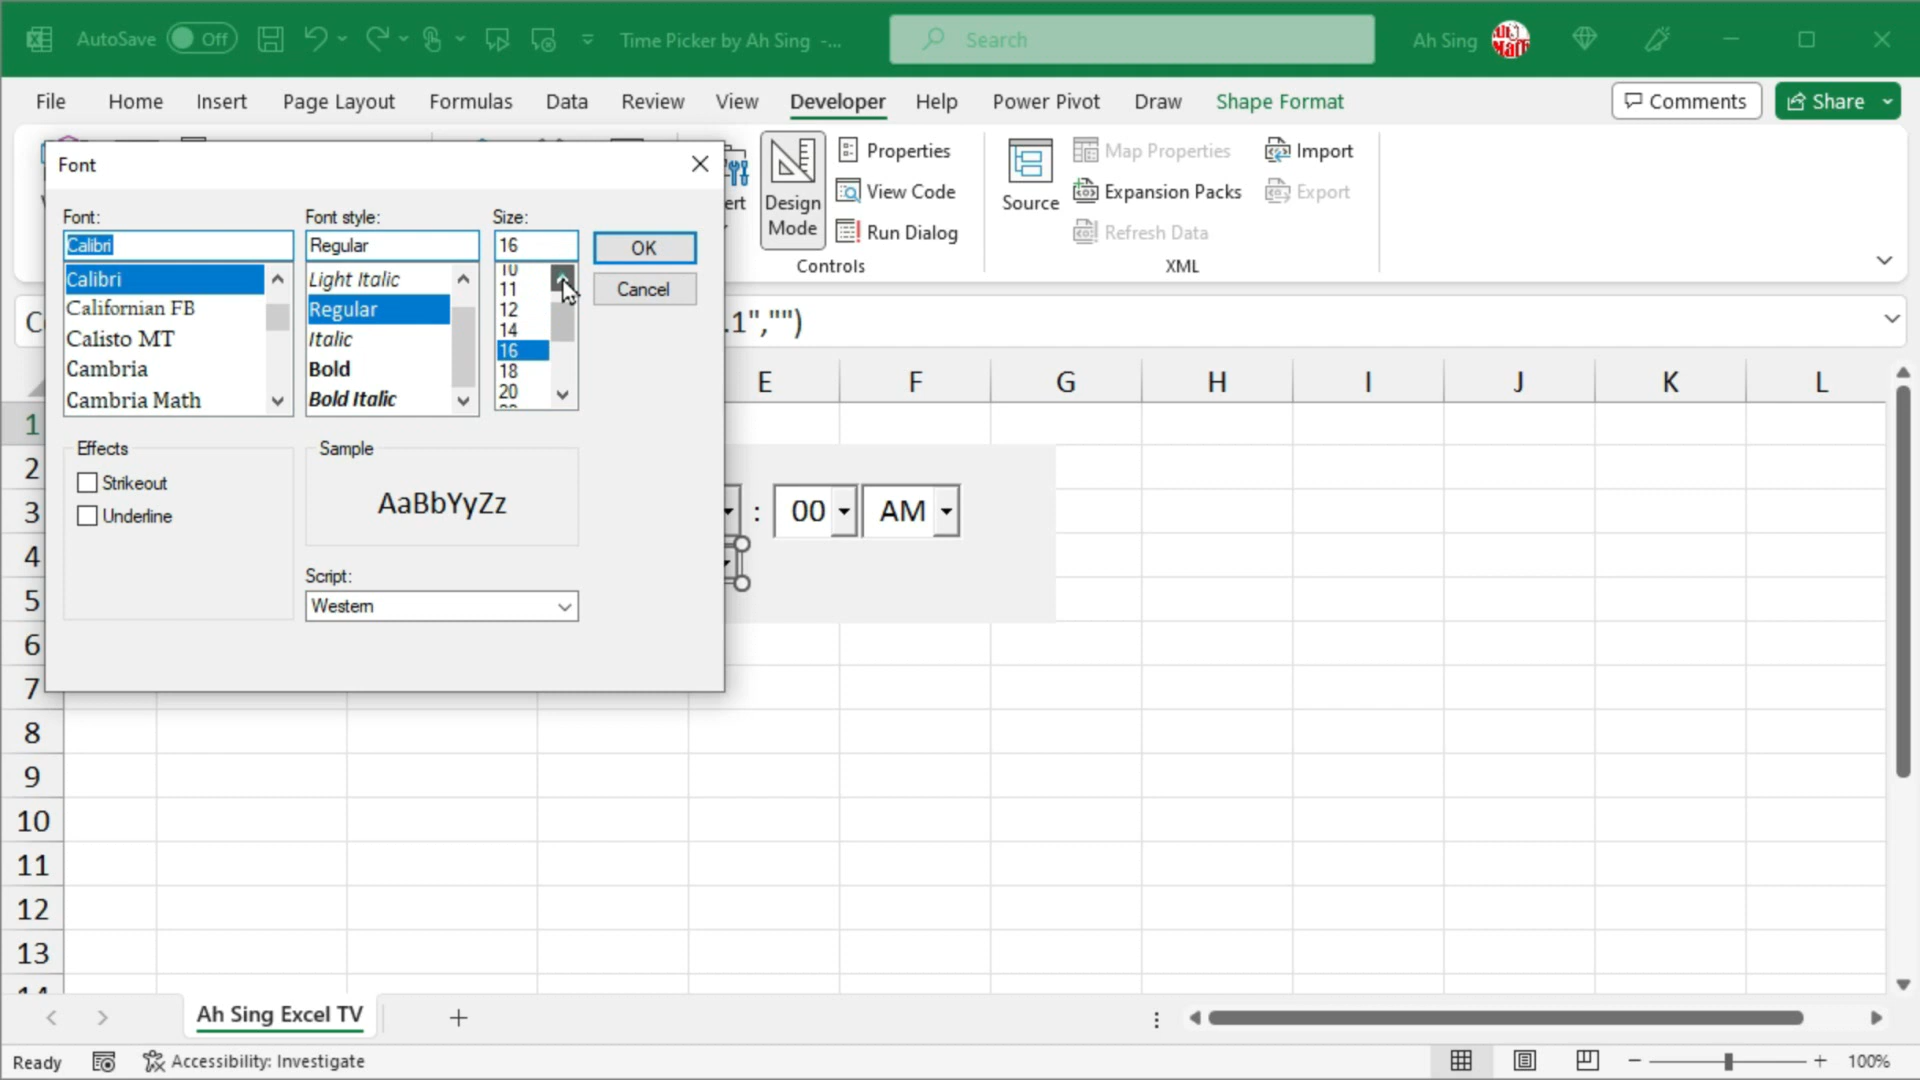 AutoSave
Off
Time Picker by Ah Sing -...
Search
Ah Sing
File
Home
Insert
Page Layout
Formulas
Data
Review
View
Developer
Help
Power Pivot
Draw
Shape Format
Comments
Share
Font
Font:
Font style:
Size:
Calibri
Regular
16
OK
Cancel
Calibri
Californian FB
Calisto MT
Cambria
Cambria Math
Light Italic
Regular
Italic
Bold
Bold Italic
10
11
12
14
16
18
20
Effects
Strikeout
Underline
Sample
AaBbYyZz
Script:
Western
ert
Design
Mode
Properties
View Code
Run Dialog
Controls
Source
Map Properties
Expansion Packs
Refresh Data
Import
Export
XML
.1","")
E
F
G
H
I
J
K
L
1
2
3
4
5
6
7
8
9
10
11
12
13
14
: 00 AM
Ah Sing Excel TV
Ready
Accessibility: Investigate
100%